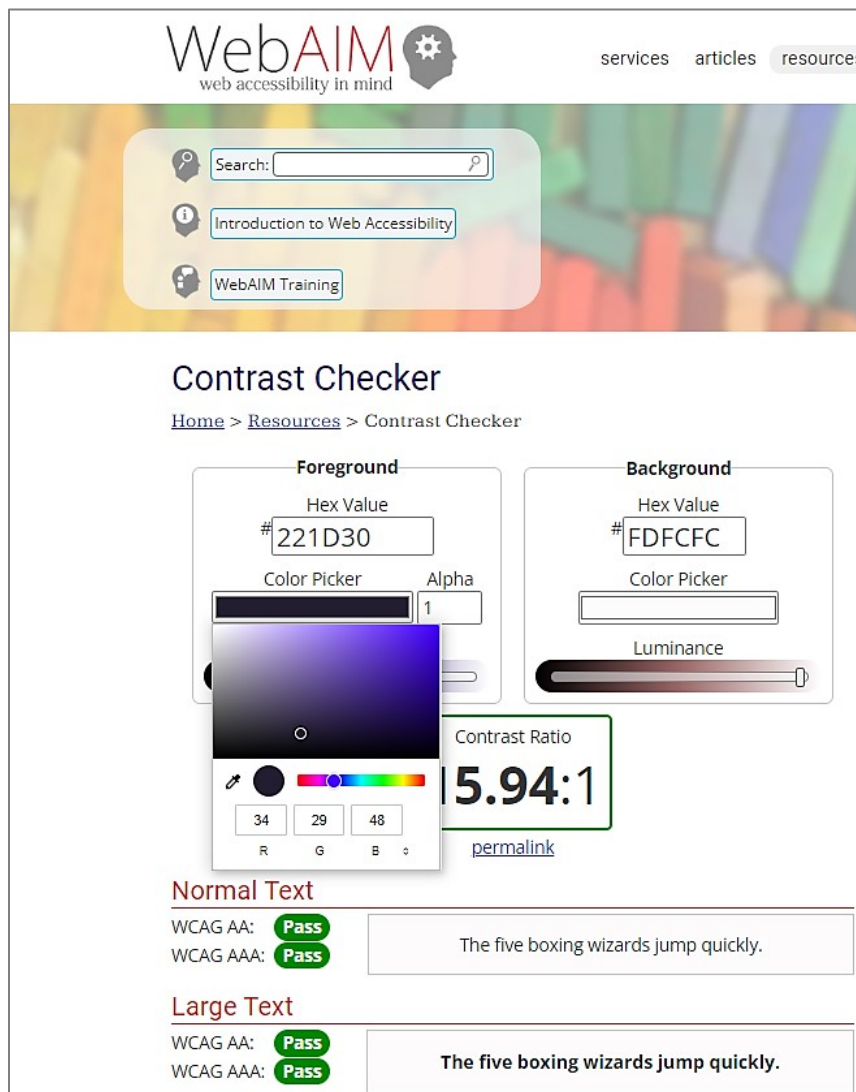 WebAIM
web accessibility in mind
services articles resources
Search:
Introduction to Web Accessibility
WebAIM Training
Contrast Checker
Home > Resources > Contrast Checker
Foreground
Hex Value
#221D30
Color Picker Alpha
1
Background
Hex Value
#FDFCFC
Color Picker
Luminance
Contrast Ratio
15.94:1
permalink
34 29 48
R G B
Normal Text
WCAG AA: Pass
WCAG AAA: Pass
The five boxing wizards jump quickly.
Large Text
WCAG AA: Pass
WCAG AAA: Pass
The five boxing wizards jump quickly.